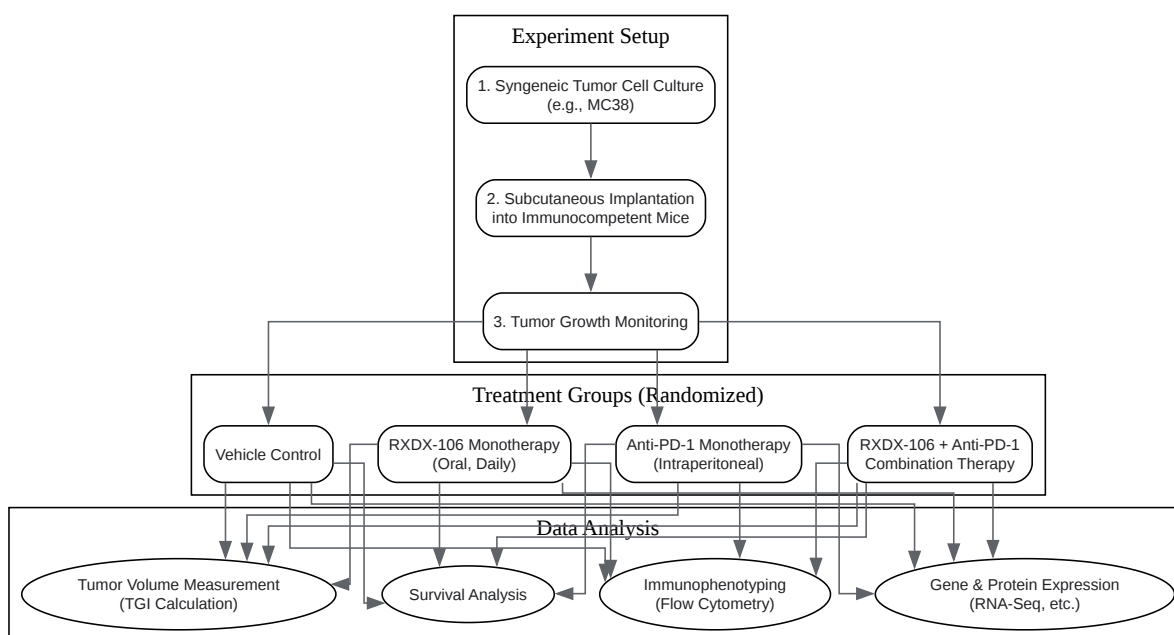 Experiment Setup
1. Syngeneic Tumor Cell Culture
(e.g., MC38)
2. Subcutaneous Implantation
into Immunocompetent Mice
3. Tumor Growth Monitoring
Treatment Groups (Randomized)
Vehicle Control
RXDX-106 Monotherapy
(Oral, Daily)
Anti-PD-1 Monotherapy
(Intraperitoneal)
RXDX-106 + Anti-PD-1
Combination Therapy
Data Analysis
Tumor Volume Measurement
(TGI Calculation)
Survival Analysis
Immunophenotyping
(Flow Cytometry)
Gene & Protein Expression
(RNA-Seq, etc.)